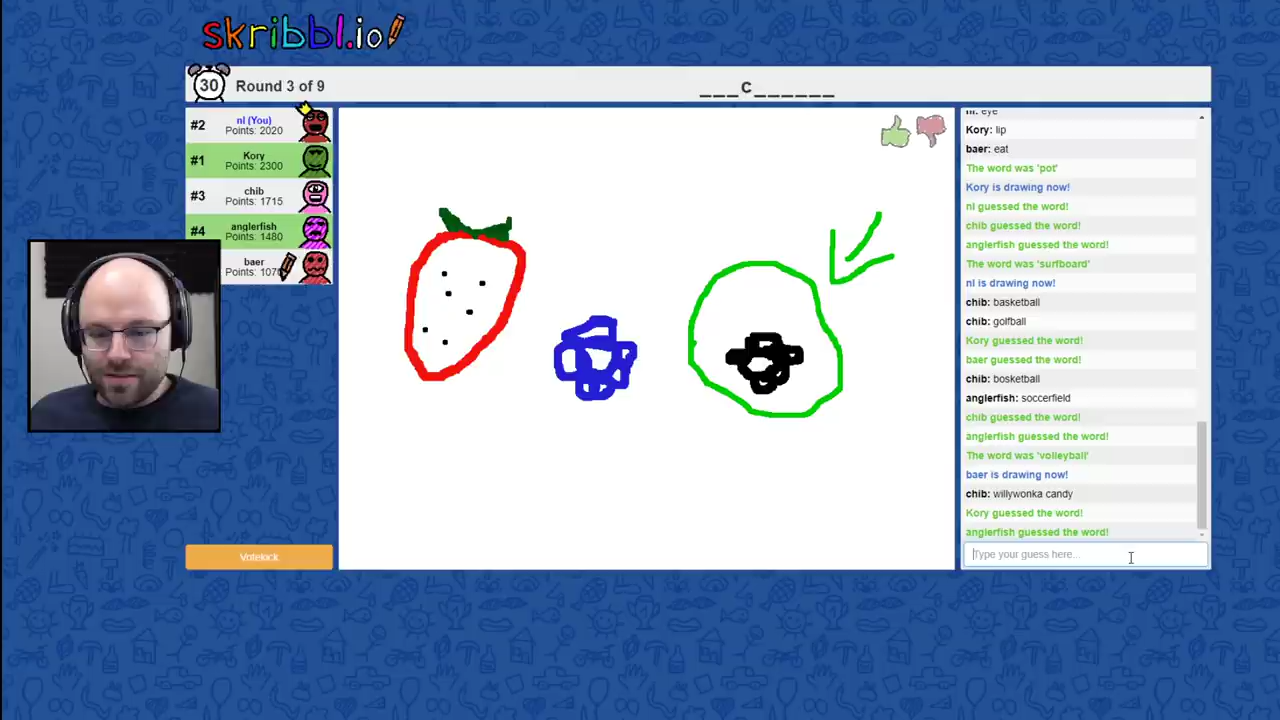 skribbl.io
30
Round 3 of 9
___c______
#2
nl (You)
Points: 2020
#1
Kory
Points: 2300
#3
chib
Points: 1715
#4
anglerfish
Points: 1480
baer
Votekick
Kory: lip
baer: eat
The word was 'pot'
Kory is drawing now!
nl guessed the word!
chib guessed the word!
anglerfish guessed the word!
The word was 'surfboard'
nl is drawing now!
chib: basketball
chib: golfball
Kory guessed the word!
baer guessed the word!
chib: bosketball
anglerfish: soccerfield
chib guessed the word!
anglerfish guessed the word!
The word was 'volleyball'
baer is drawing now!
chib: willywonka candy
Kory guessed the word!
anglerfish guessed the word!
Type your guess here...